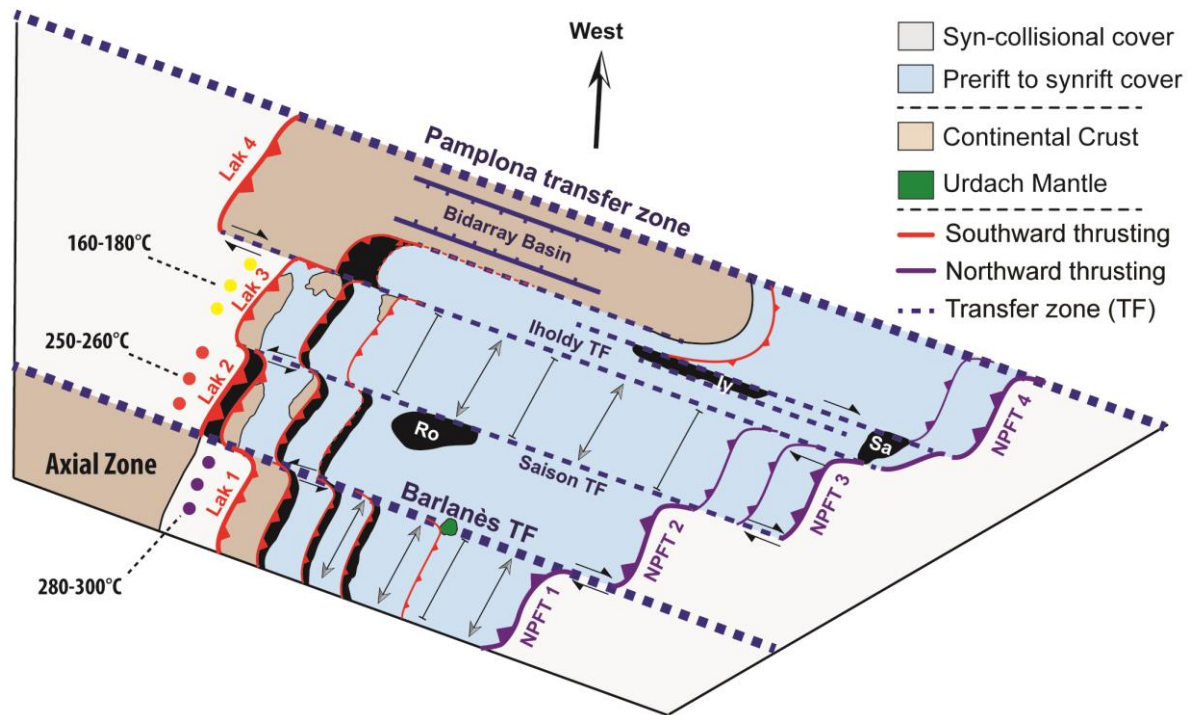 West
Syn-collisional cover
Prerift to synrift cover
Continental Crust
Urdach Mantle
Southward thrusting
Northward thrusting
Transfer zone (TF)
Pamplona transfer zone
Lak 4
Bidarray Basin
160-180°C
Lak 3
Iholdy TF
250-260°C
Lak 2
Iy
Ro
Sa
NPFT 4
Saison TF
NPFT 3
Axial Zone
Lak 1
Barlanès TF
NPFT 2
280-300°C
NPFT 1